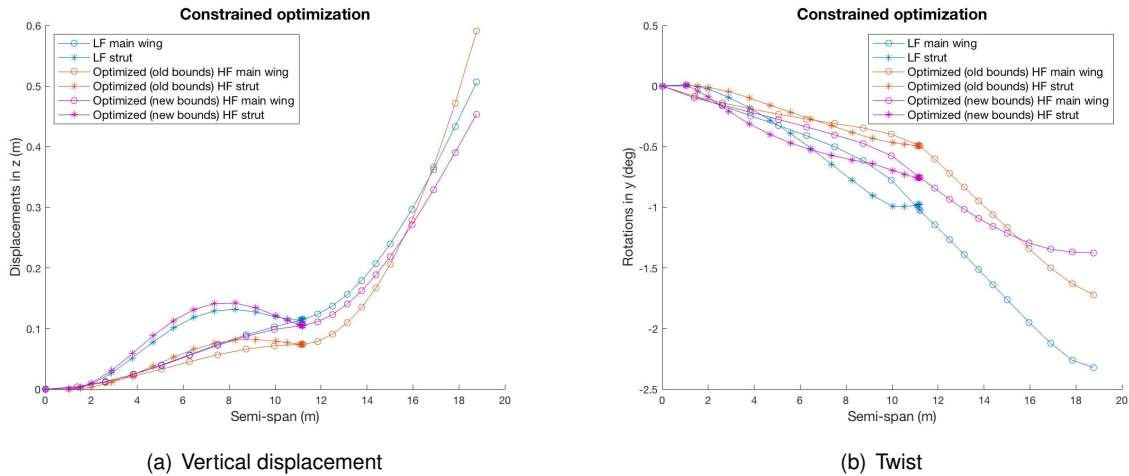 Constrained optimization
LF main wing
LF strut
Optimized (old bounds) HF main wing
Optimized (old bounds) HF strut
Optimized (new bounds) HF main wing
Optimized (new bounds) HF strut
0.6
0.5
0.4
0.3
0.2
0.1
0
Displacements in z (m)
0 2 4 6 8 10 12 14 16 18 20
Semi-span (m)
(a) Vertical displacement
Constrained optimization
LF main wing
LF strut
Optimized (old bounds) HF main wing
Optimized (old bounds) HF strut
Optimized (new bounds) HF main wing
Optimized (new bounds) HF strut
0.5
0
-0.5
-1
-1.5
-2
-2.5
Rotations in y (deg)
0 2 4 6 8 10 12 14 16 18 20
Semi-span (m)
(b) Twist